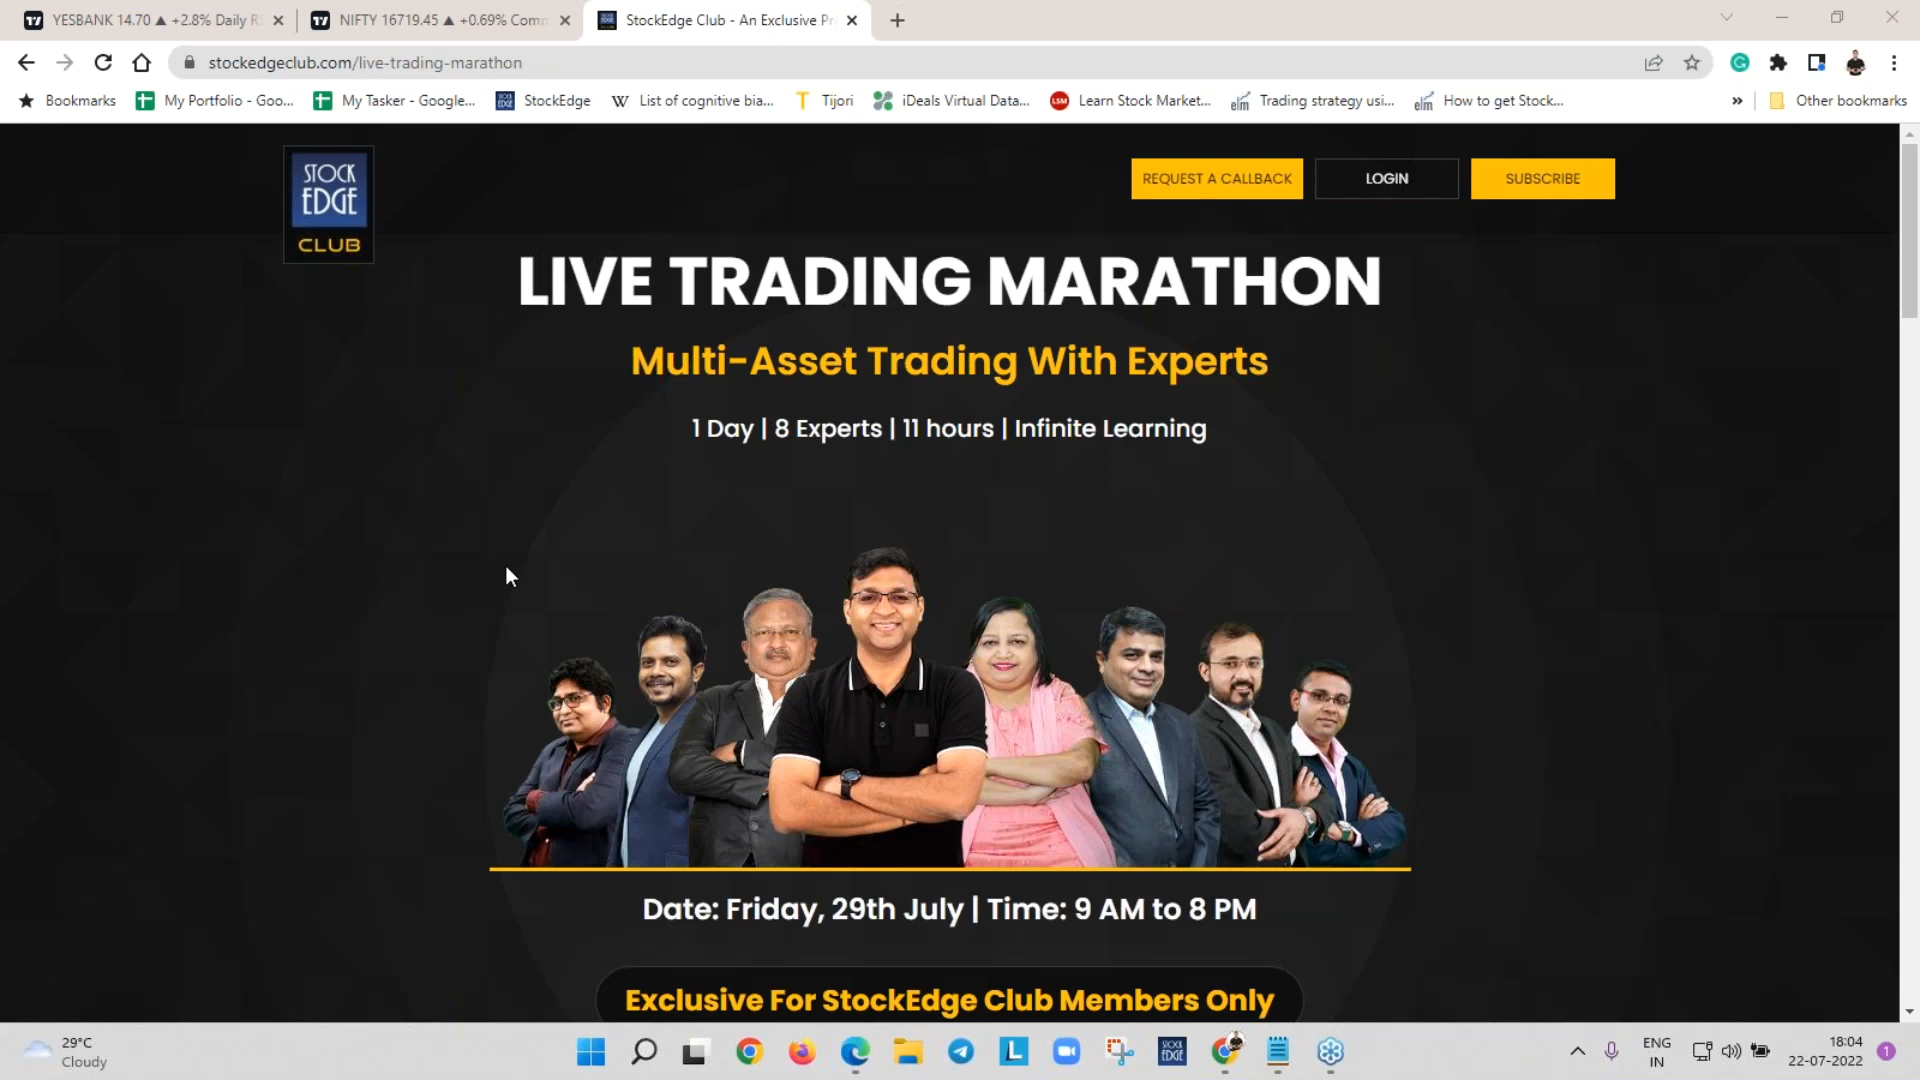 YESBANK 14.70 ▲ +2.8% Daily
NIFTY 16719.45 ▲ +0.69%
StockEdge Club - An Exclusive
stockedgeclub.com/live-trading-marathon
Bookmarks
My Portfolio - Goo...
My Tasker - Google...
StockEdge
List of cognitive bia...
Tijori
iDeals Virtual Data...
Learn Stock Market...
Trading strategy usi...
How to get Stock...
Other bookmarks
STOCK
EDGE
CLUB
REQUEST A CALLBACK
LOGIN
SUBSCRIBE
LIVE TRADING MARATHON
Multi-Asset Trading With Experts
1 Day | 8 Experts | 11 hours | Infinite Learning
Date: Friday, 29th July | Time: 9 AM to 8 PM
Exclusive For StockEdge Club Members Only
29°C
Cloudy
STOCK
EDGE
ENG
IN
18:04
22-07-2022
1